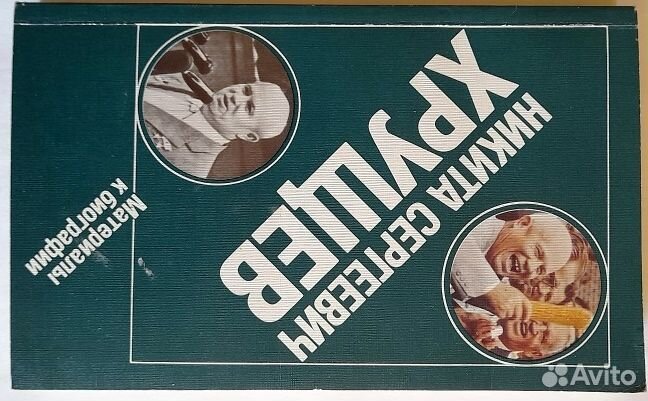 НИКИТА СЕРГЕЕВИЧ
ХРУЩЕВ
Материалы
к биографии
Avito